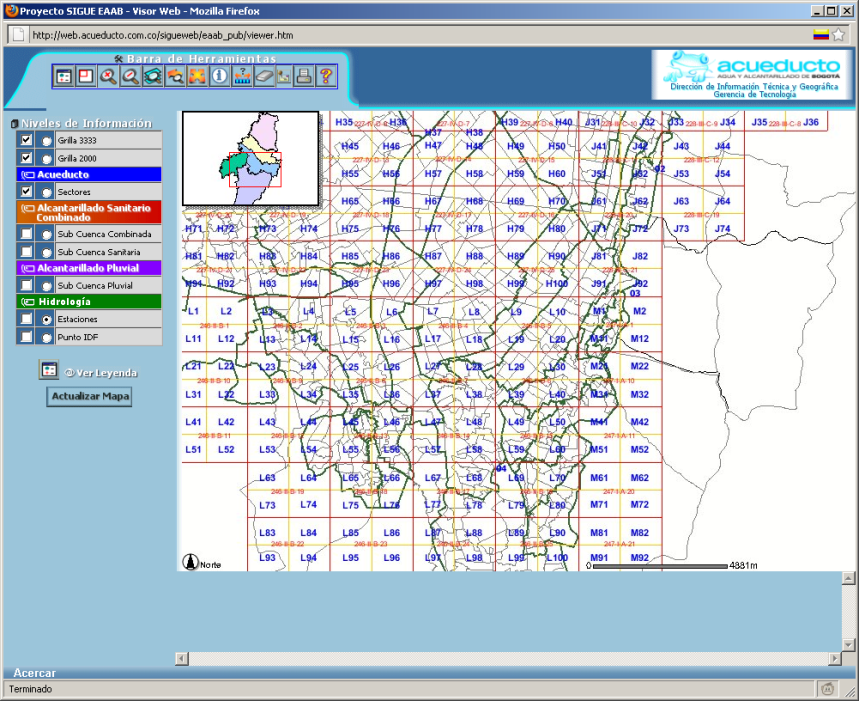 Proyecto SIGUE EAAB - Visor Web - Mozilla Firefox
http://web.acueducto.com.co/sigueweb/eaab_pub/viewer.htm
Barra de Herramientas
acueducto
AGUA Y ALCANTARILLADO DE BOGOTA
Dirección de Información Técnica y Geográfica
Gerencia de Tecnología
Niveles de Información
Grilla 3333
Grilla 2000
Acueducto
Sectores
Alcantarillado Sanitario
Combinado
Sub Cuenca Combinada
Sub Cuenca Sanitaria
Alcantarillado Pluvial
Sub Cuenca Pluvial
Hidrología
Estaciones
Punto IDF
Ver Leyenda
Actualizar Mapa
H35 H36 H37 H38 H39 H40 J31 J32 J33 J34 J35 J36
H45 H46 H47 H48 H49 H50 J41 J42 J43 J44
02
H55 H56 H57 H58 H59 H60 J51 J52 J53 J54
H65 H66 H67 H68 H69 H70 J61 J62 J63 J64
H71 H72 H73 H74 H75 H76 H77 H78 H79 H80 J71 J72 J73 J74
H81 H82 H83 H84 H85 H86 H87 H88 H89 H90 J81 J82
H91 H92 H93 H94 H95 H96 H97 H98 H99 H100 J91 J92
03
L1 L2 L3 L4 L5 L6 L7 L8 L9 L10 M1 M2
L11 L12 L13 L14 L15 L16 L17 L18 L19 L20 M11 M12
L21 L22 L23 L24 L25 L26 L27 L28 L29 L30 M21 M22
L31 L32 L33 L34 L35 L36 L37 L38 L39 L40 M31 M32
L41 L42 L43 L44 L45 L46 L47 L48 L49 L50 M41 M42
L51 L52 L53 L54 L55 L56 L57 L58 L59 L60 M51 M52
04
L63 L64 L65 L66 L67 L68 L69 L70 M61 M62
L73 L74 L75 L76 L77 L78 L79 L80 M71 M72
L83 L84 L85 L86 L87 L88 L89 L90 M81 M82
L93 L94 L95 L96 L97 L98 L99 L100 M91 M92
Norte
0 4881m
Acercar
Terminado